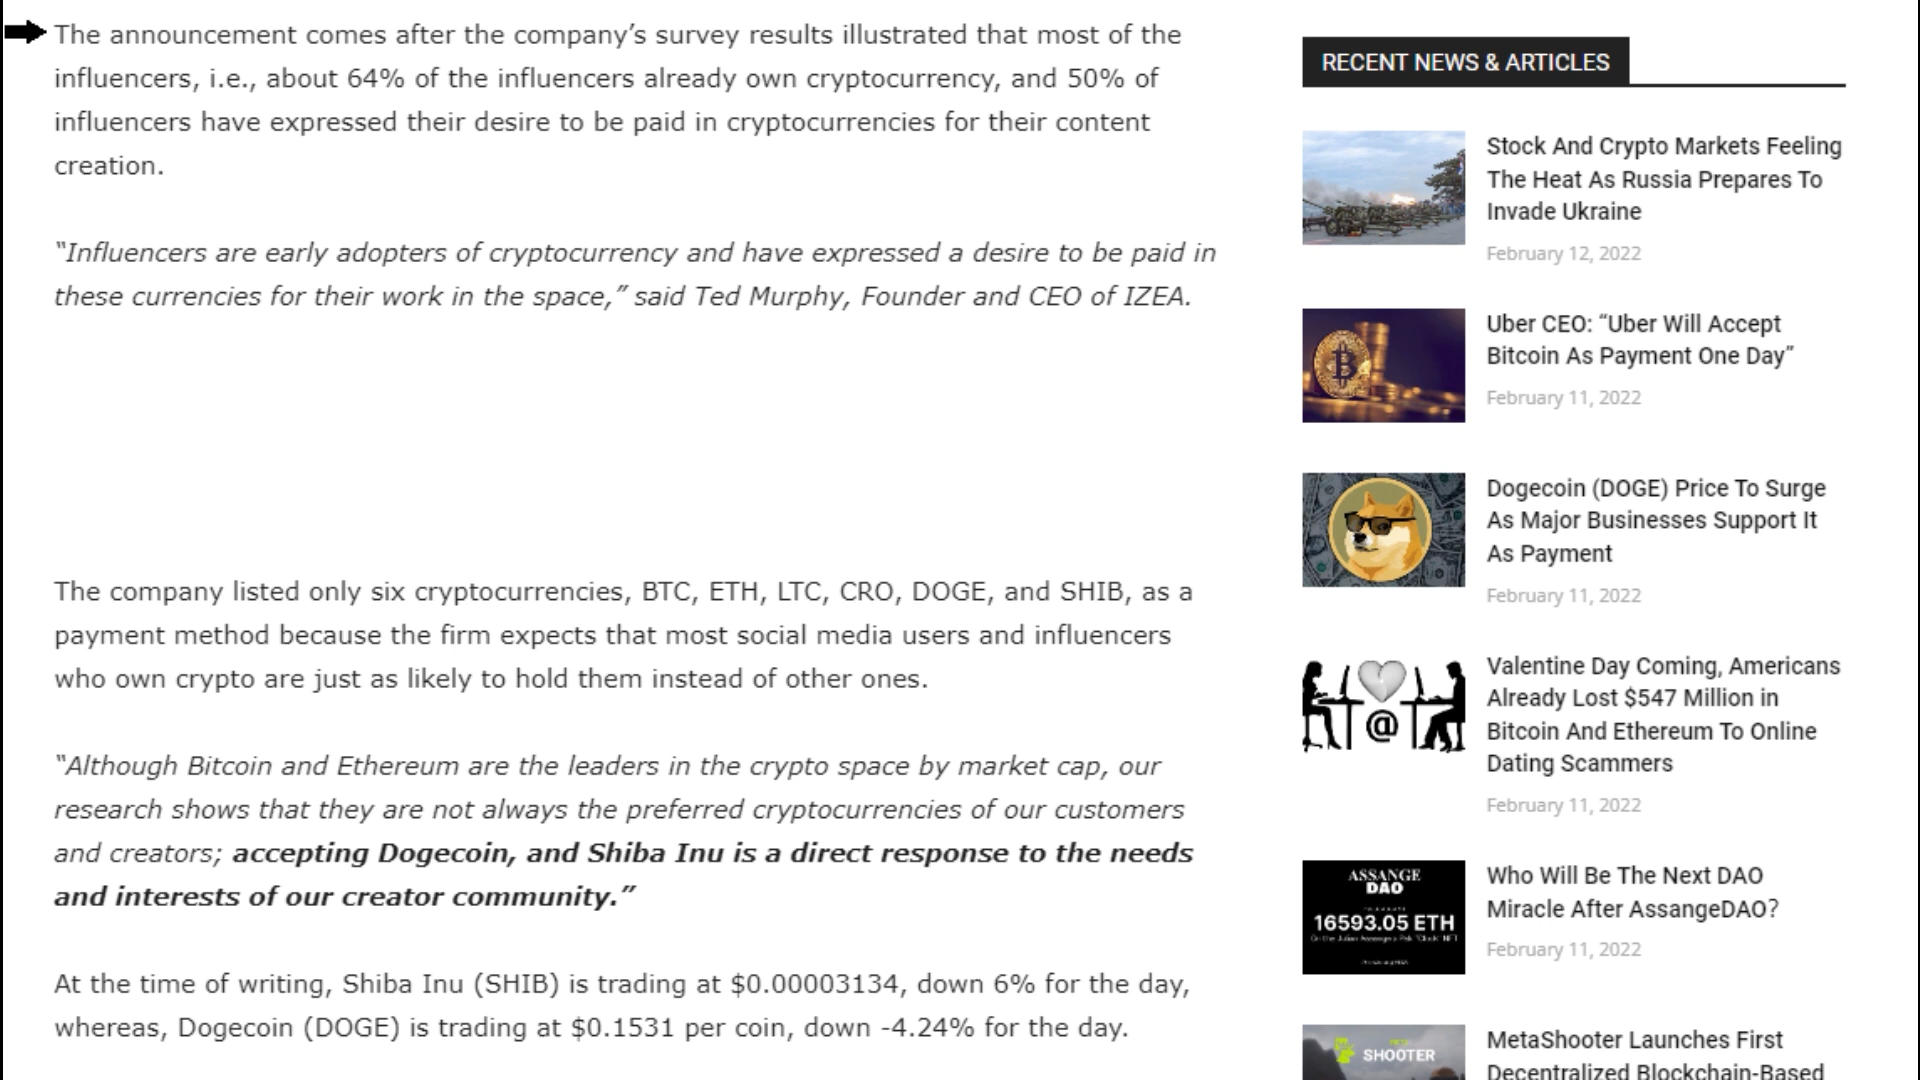 The announcement comes after the company’s survey results illustrated that most of the
influencers, i.e., about 64% of the influencers already own cryptocurrency, and 50% of
influencers have expressed their desire to be paid in cryptocurrencies for their content
creation.
“Influencers are early adopters of cryptocurrency and have expressed a desire to be paid in
these currencies for their work in the space,” said Ted Murphy, Founder and CEO of IZEA.
The company listed only six cryptocurrencies, BTC, ETH, LTC, CRO, DOGE, and SHIB, as a
payment method because the firm expects that most social media users and influencers
who own crypto are just as likely to hold them instead of other ones.
“Although Bitcoin and Ethereum are the leaders in the crypto space by market cap, our
research shows that they are not always the preferred cryptocurrencies of our customers
and creators; accepting Dogecoin, and Shiba Inu is a direct response to the needs
and interests of our creator community.”
At the time of writing, Shiba Inu (SHIB) is trading at $0.00003134, down 6% for the day,
whereas, Dogecoin (DOGE) is trading at $0.1531 per coin, down -4.24% for the day.
RECENT NEWS & ARTICLES
Stock And Crypto Markets Feeling
The Heat As Russia Prepares To
Invade Ukraine
February 12, 2022
Uber CEO: “Uber Will Accept
Bitcoin As Payment One Day”
February 11, 2022
Dogecoin (DOGE) Price To Surge
As Major Businesses Support It
As Payment
February 11, 2022
@
Valentine Day Coming, Americans
Already Lost $547 Million in
Bitcoin And Ethereum To Online
Dating Scammers
February 11, 2022
ASSANGE
DAO
16593.05 ETH
Who Will Be The Next DAO
Miracle After AssangeDAO?
February 11, 2022
META
SHOOTER
MetaShooter Launches First
Decentralized Blockchain-Based